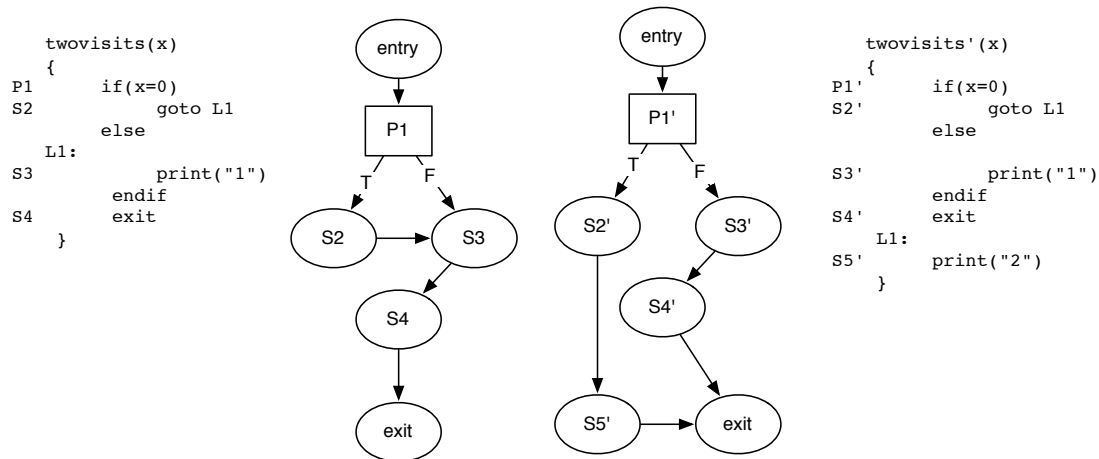 twovisits(x)
{
P1 if(x=0)
S2 goto L1
else
L1:
S3 print("1")
endif
S4 exit
}
entry
P1
T
F
S2
S3
S4
exit
entry
P1'
T
F
S2'
S3'
S4'
S5'
exit
twovisits'(x)
{
P1' if(x=0)
S2' goto L1
else
S3' print("1")
endif
S4' exit
L1:
S5' print("2")
}